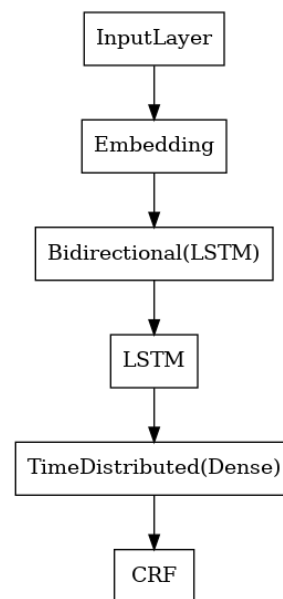 InputLayer
Embedding
Bidirectional(LSTM)
LSTM
TimeDistributed(Dense)
CRF